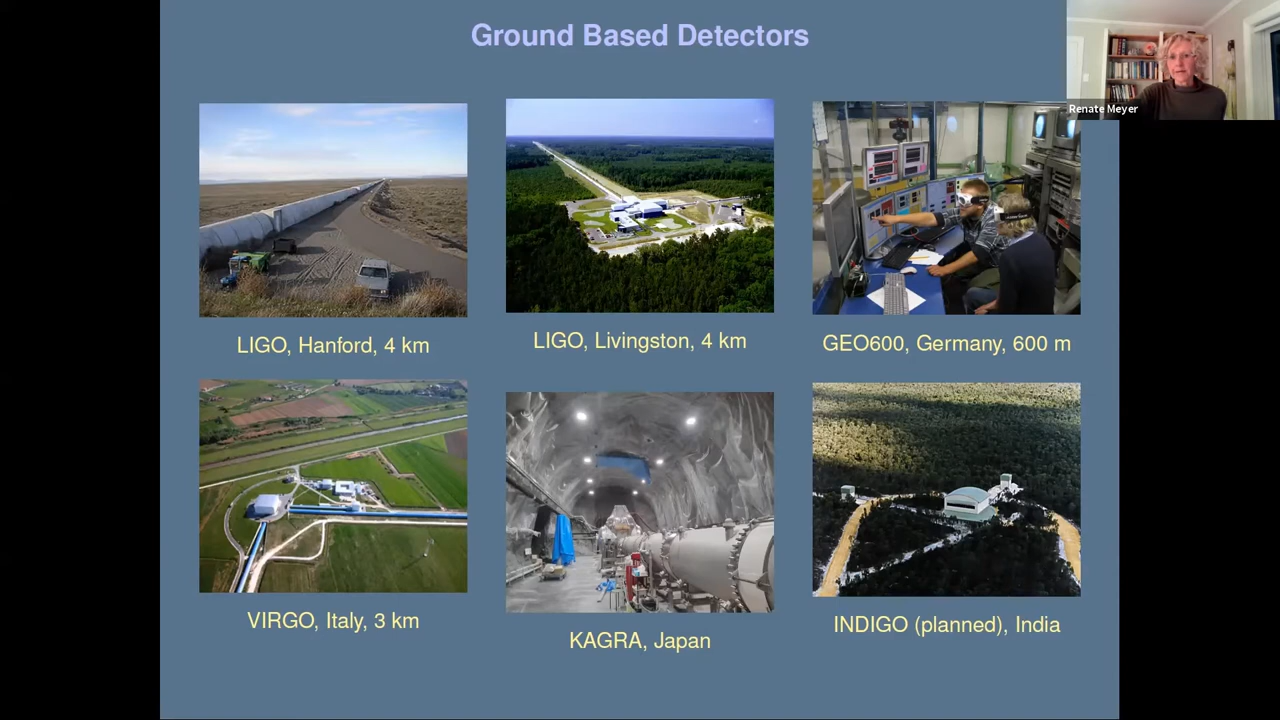 Ground Based Detectors
Renate Meyer
LIGO, Hanford, 4 km
LIGO, Livingston, 4 km
GEO600, Germany, 600 m
VIRGO, Italy, 3 km
KAGRA, Japan
INDIGO (planned), India